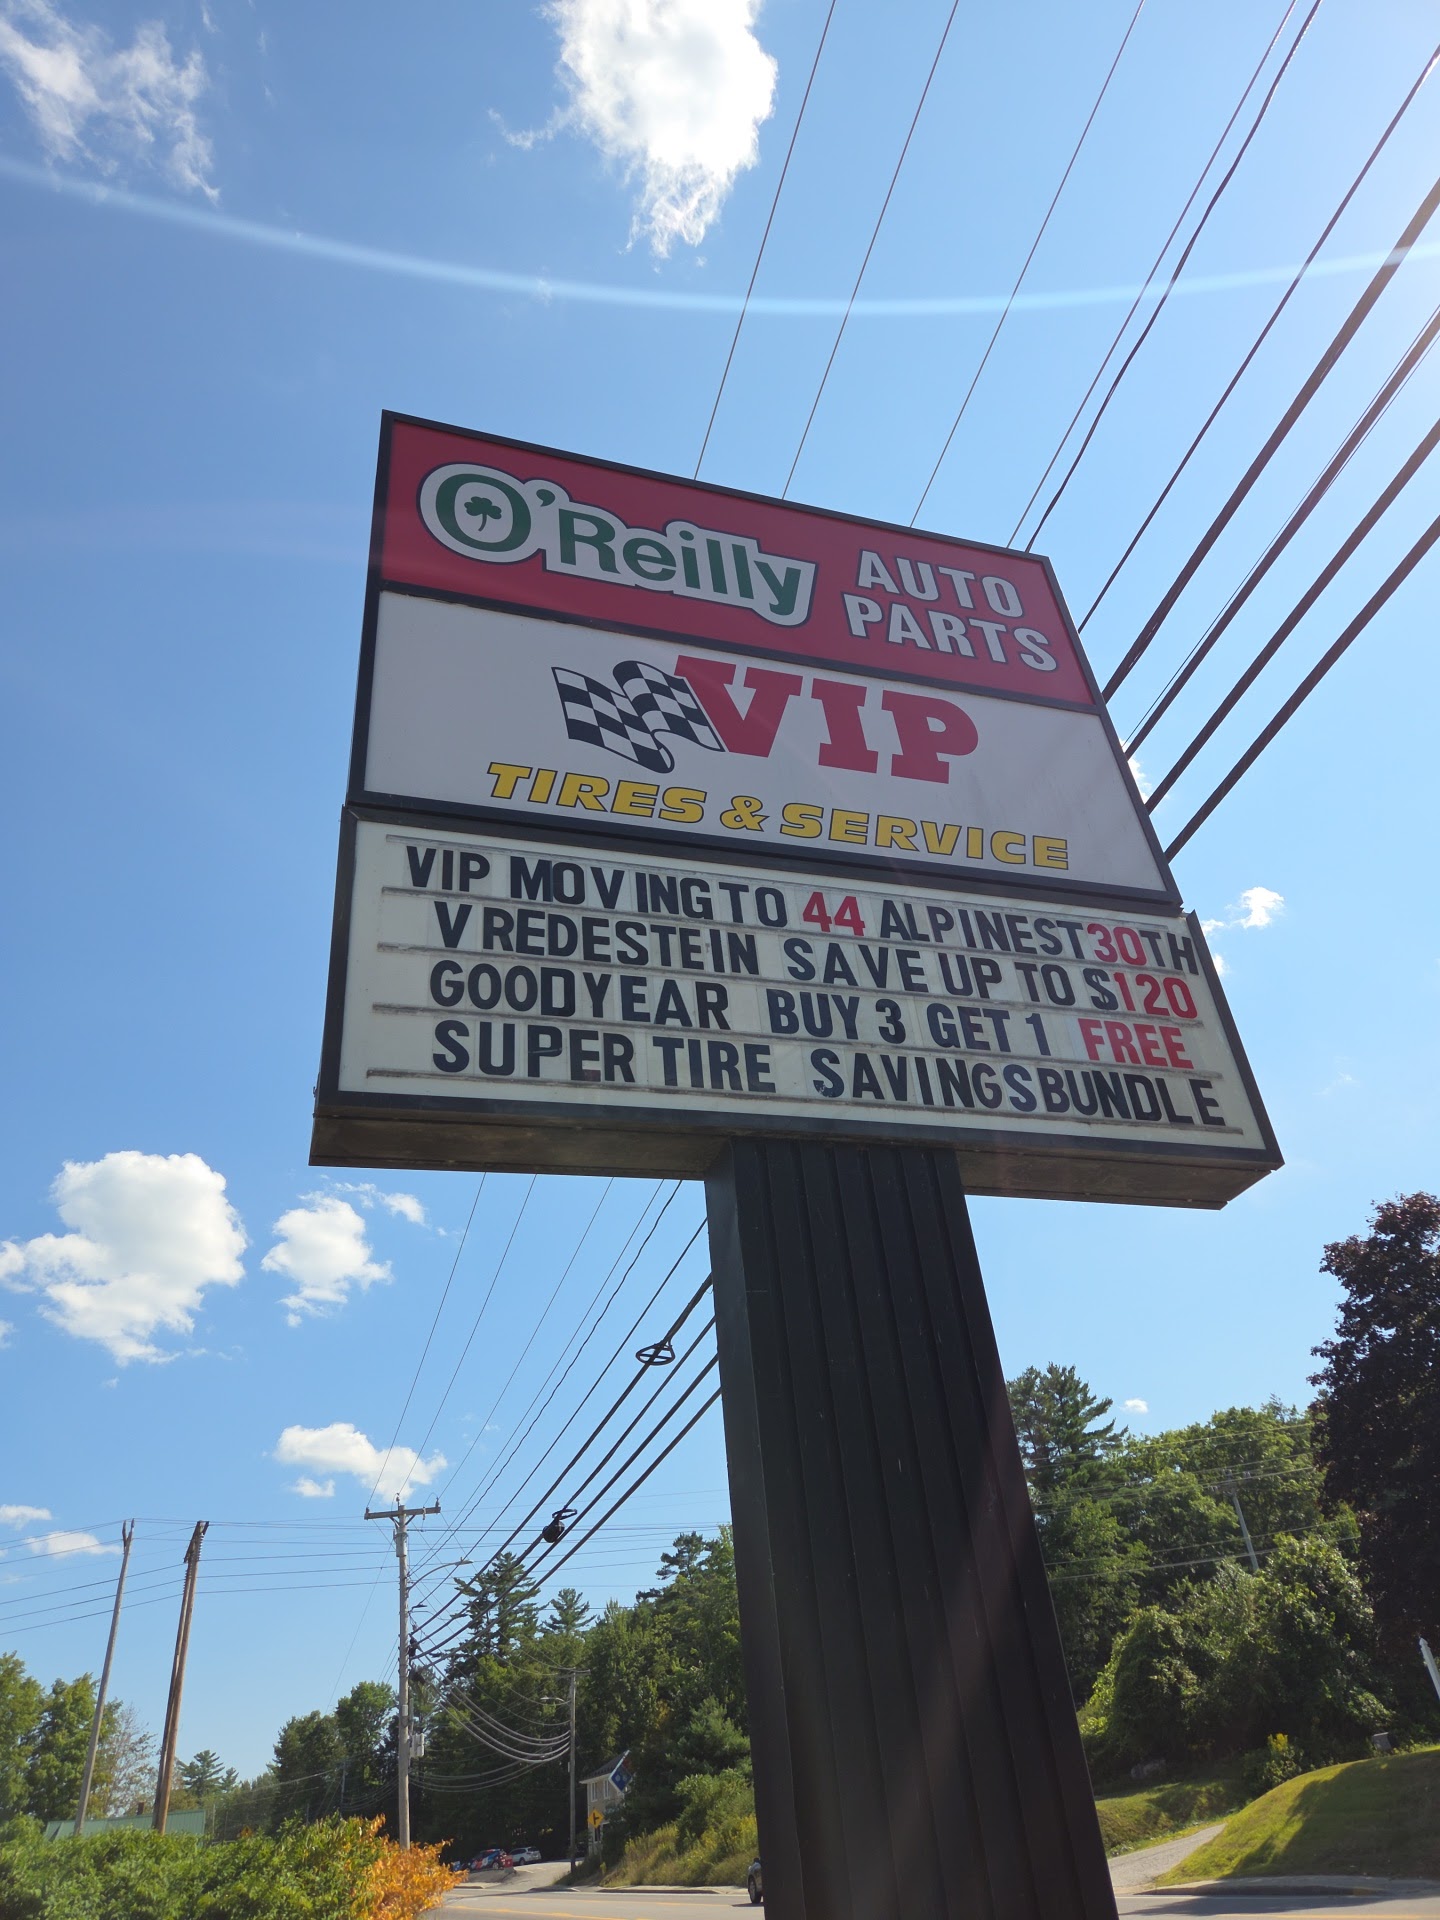 O'Reilly AUTO PARTS
VIP
TIRES & SERVICE
VIP MOVING TO 44 ALPINE ST 30TH
VREDESTEIN SAVE UP TO $120
GOODYEAR BUY 3 GET 1 FREE
SUPER TIRE SAVINGS BUNDLE